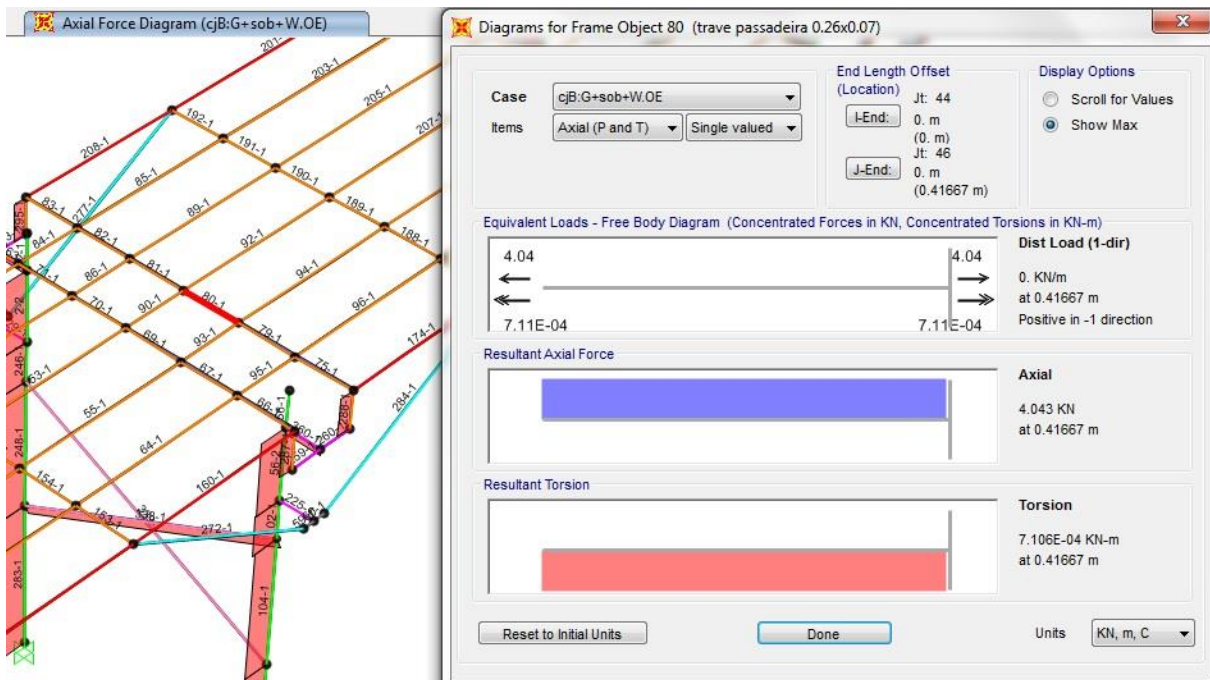 Axial Force Diagram (cjB:G+sob+W.OE)
201-
203-1
192-1
205-1
208-1
191-1
207-1
85-1
190-1
277-1
83-1
89-1
189-1
82-1
92-1
188-1
84-1
81-1
86-1
94-1
71-1
80-1
70-1
90-1
96-1
93-1
79-1
69-1
174-1
67-1
95-1
75-1
246-
53-1
284-1
55-1
248-1
64-1
56-2
160-1
225-
154-1
153-1
272-1
283-1
104-1
Diagrams for Frame Object 80 (trave passadeira 0.26x0.07)
Case
cjB:G+sob+W.OE
Items
Axial (P and T)
Single valued
End Length Offset
(Location)
Jt: 44
I-End:
0. m
(0. m)
Jt: 46
J-End:
0. m
(0.41667 m)
Display Options
Scroll for Values
Show Max
Equivalent Loads - Free Body Diagram (Concentrated Forces in KN, Concentrated Torsions in KN-m)
4.04
4.04
7.11E-04
7.11E-04
Dist Load (1-dir)
0. KN/m
at 0.41667 m
Positive in -1 direction
Resultant Axial Force
Axial
4.043 KN
at 0.41667 m
Resultant Torsion
Torsion
7.106E-04 KN-m
at 0.41667 m
Reset to Initial Units
Done
Units
KN, m, C